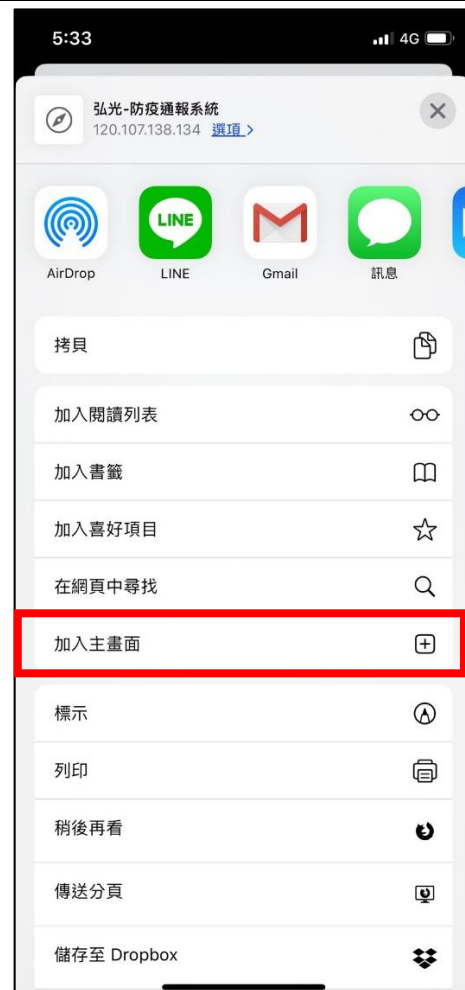 5:33
4G
弘光-防疫通報系統
120.107.138.134 選項 >
LINE
AirDrop
LINE
Gmail
訊息
拷貝
加入閱讀列表
加入書籤
加入喜好項目
在網頁中尋找
加入主畫面
標示
列印
稍後再看
傳送分頁
儲存至 Dropbox